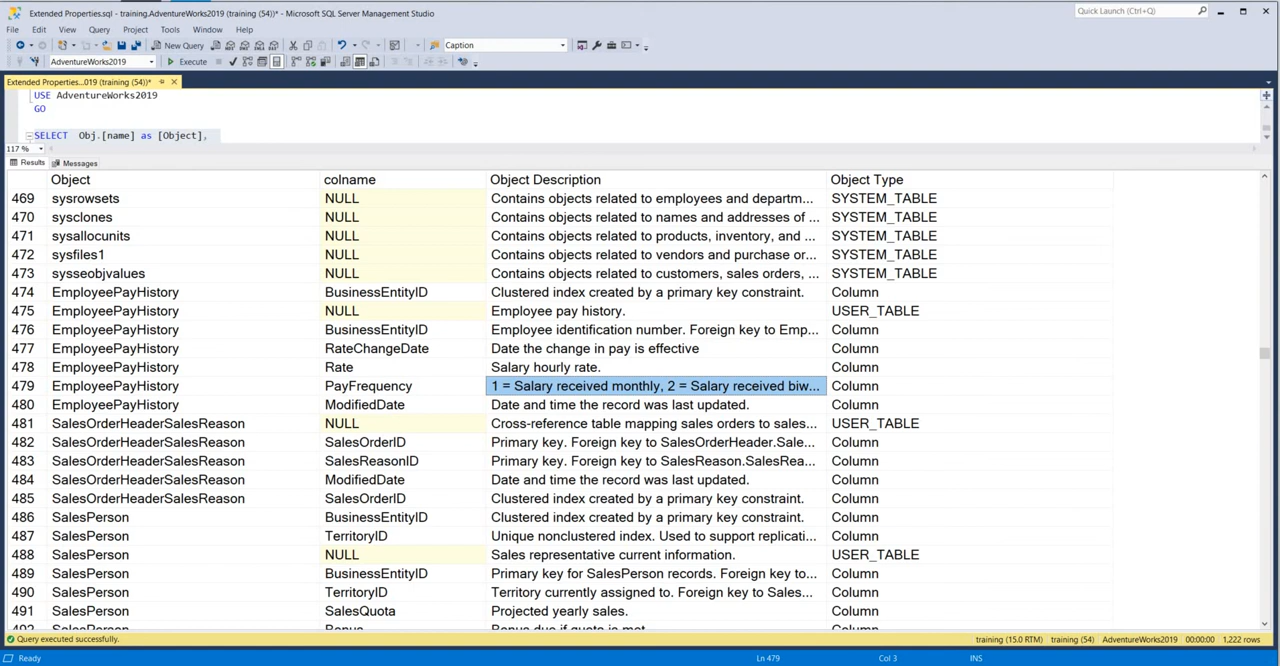 Extended Properties.sql - training.AdventureWorks2019 (training (54))* - Microsoft SQL Server Management Studio
Quick Launch (Ctrl+Q)
File Edit View Query Project Tools Window Help
New Query
Caption
AdventureWorks2019
Execute
Extended Properties...019 (training (54))*
USE AdventureWorks2019
GO
SELECT Obj.[name] as [Object],
117 %
Results Messages
Object colname Object Description Object Type
469 sysrowsets NULL Contains objects related to employees and departm... SYSTEM_TABLE
470 sysclones NULL Contains objects related to names and addresses of ... SYSTEM_TABLE
471 sysallocunits NULL Contains objects related to products, inventory, and ... SYSTEM_TABLE
472 sysfiles1 NULL Contains objects related to vendors and purchase or... SYSTEM_TABLE
473 sysseobjvalues NULL Contains objects related to customers, sales orders, ... SYSTEM_TABLE
474 EmployeePayHistory BusinessEntityID Clustered index created by a primary key constraint. Column
475 EmployeePayHistory NULL Employee pay history. USER_TABLE
476 EmployeePayHistory BusinessEntityID Employee identification number. Foreign key to Emp... Column
477 EmployeePayHistory RateChangeDate Date the change in pay is effective Column
478 EmployeePayHistory Rate Salary hourly rate. Column
479 EmployeePayHistory PayFrequency 1 = Salary received monthly, 2 = Salary received biw... Column
480 EmployeePayHistory ModifiedDate Date and time the record was last updated. Column
481 SalesOrderHeaderSalesReason NULL Cross-reference table mapping sales orders to sales... USER_TABLE
482 SalesOrderHeaderSalesReason SalesOrderID Primary key. Foreign key to SalesOrderHeader.Sale... Column
483 SalesOrderHeaderSalesReason SalesReasonID Primary key. Foreign key to SalesReason.SalesRea... Column
484 SalesOrderHeaderSalesReason ModifiedDate Date and time the record was last updated. Column
485 SalesOrderHeaderSalesReason SalesOrderID Clustered index created by a primary key constraint. Column
486 SalesPerson BusinessEntityID Clustered index created by a primary key constraint. Column
487 SalesPerson TerritoryID Unique nonclustered index. Used to support replicati... Column
488 SalesPerson NULL Sales representative current information. USER_TABLE
489 SalesPerson BusinessEntityID Primary key for SalesPerson records. Foreign key to... Column
490 SalesPerson TerritoryID Territory currently assigned to. Foreign key to Sales... Column
491 SalesPerson SalesQuota Projected yearly sales. Column
492 SalesPerson Bonus Bonus due if quota is met. Column
Query executed successfully. training (15.0 RTM) training (54) AdventureWorks2019 00:00:00 1,222 rows
Ready Ln 479 Col 3 INS